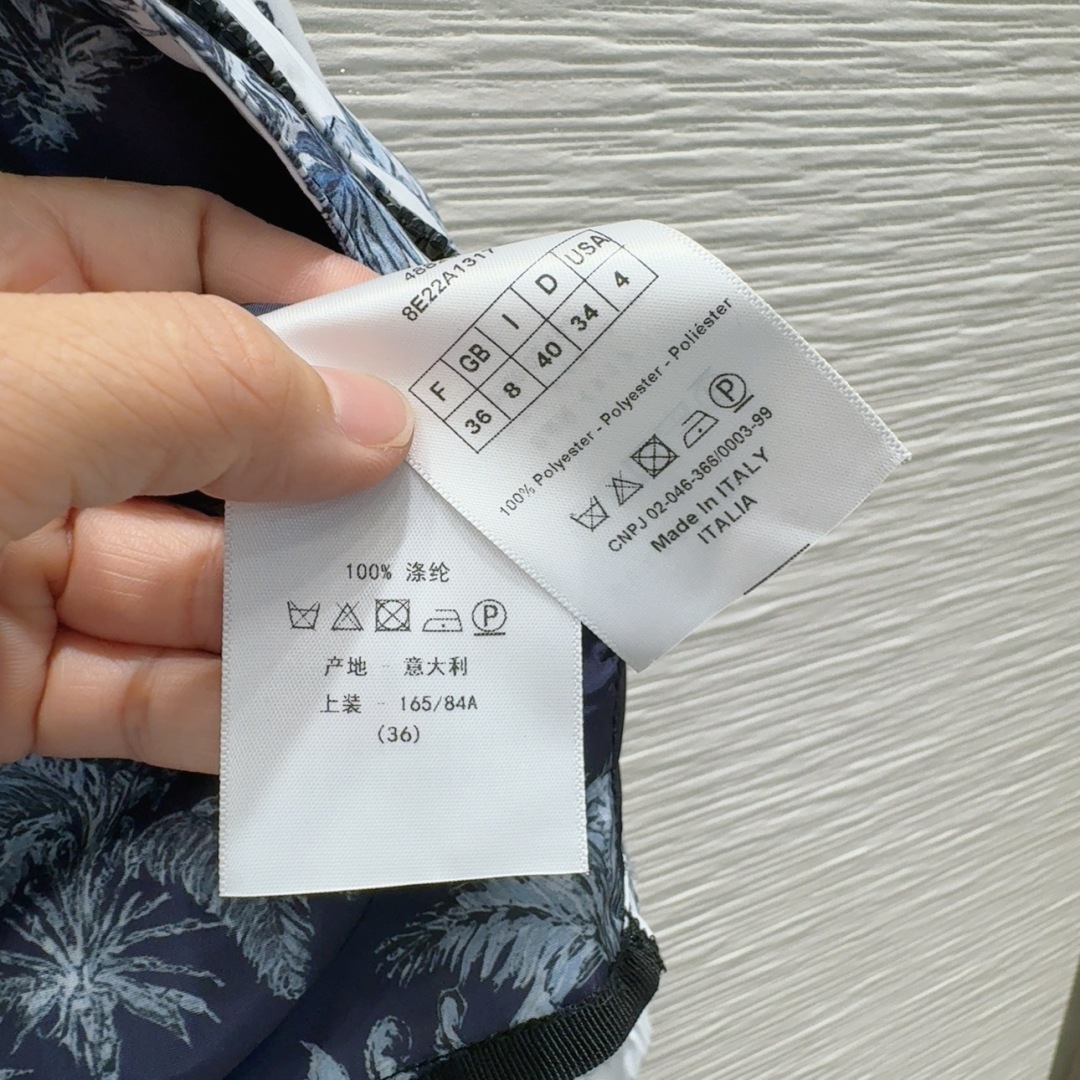 8E22A1317
F GB I D USA
36 8 40 34 4
100% Polyester - Polyester - Polyester - Poliéster
P
CNPJ 02-046-366/0003-99
Made In ITALY
ITALIA
100% 涤纶
P
产地 - 意大利
上装 - 165/84A
(36)